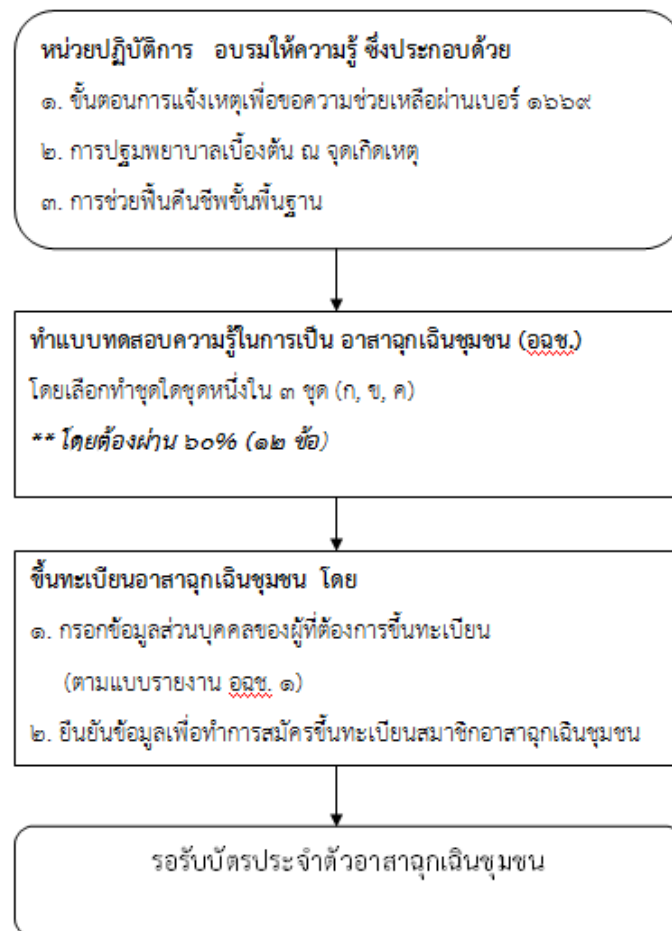 หน่วยปฏิบัติการ อบรมให้ความรู้ ซึ่งประกอบด้วย
๑. ขั้นตอนการแจ้งเหตุเพื่อขอความช่วยเหลือผ่านเบอร์ ๑๖๖๙
๒. การปฐมพยาบาลเบื้องต้น ณ จุดเกิดเหตุ
๓. การช่วยฟื้นคืนชีพขั้นพื้นฐาน
ทำแบบทดสอบความรู้ในการเป็น อาสาฉุกเฉินชุมชน (อฉช.)
โดยเลือกทำชุดใดชุดหนึ่งใน ๓ ชุด (ก, ข, ค)
** โดยต้องผ่าน ๖๐% (๑๒ ข้อ)
ขึ้นทะเบียนอาสาฉุกเฉินชุมชน โดย
๑. กรอกข้อมูลส่วนบุคคลของผู้ที่ต้องการขึ้นทะเบียน
(ตามแบบรายงาน อฉช. ๑)
๒. ยืนยันข้อมูลเพื่อทำการสมัครขึ้นทะเบียนสมาชิกอาสาฉุกเฉินชุมชน
รอรับบัตรประจำตัวอาสาฉุกเฉินชุมชน